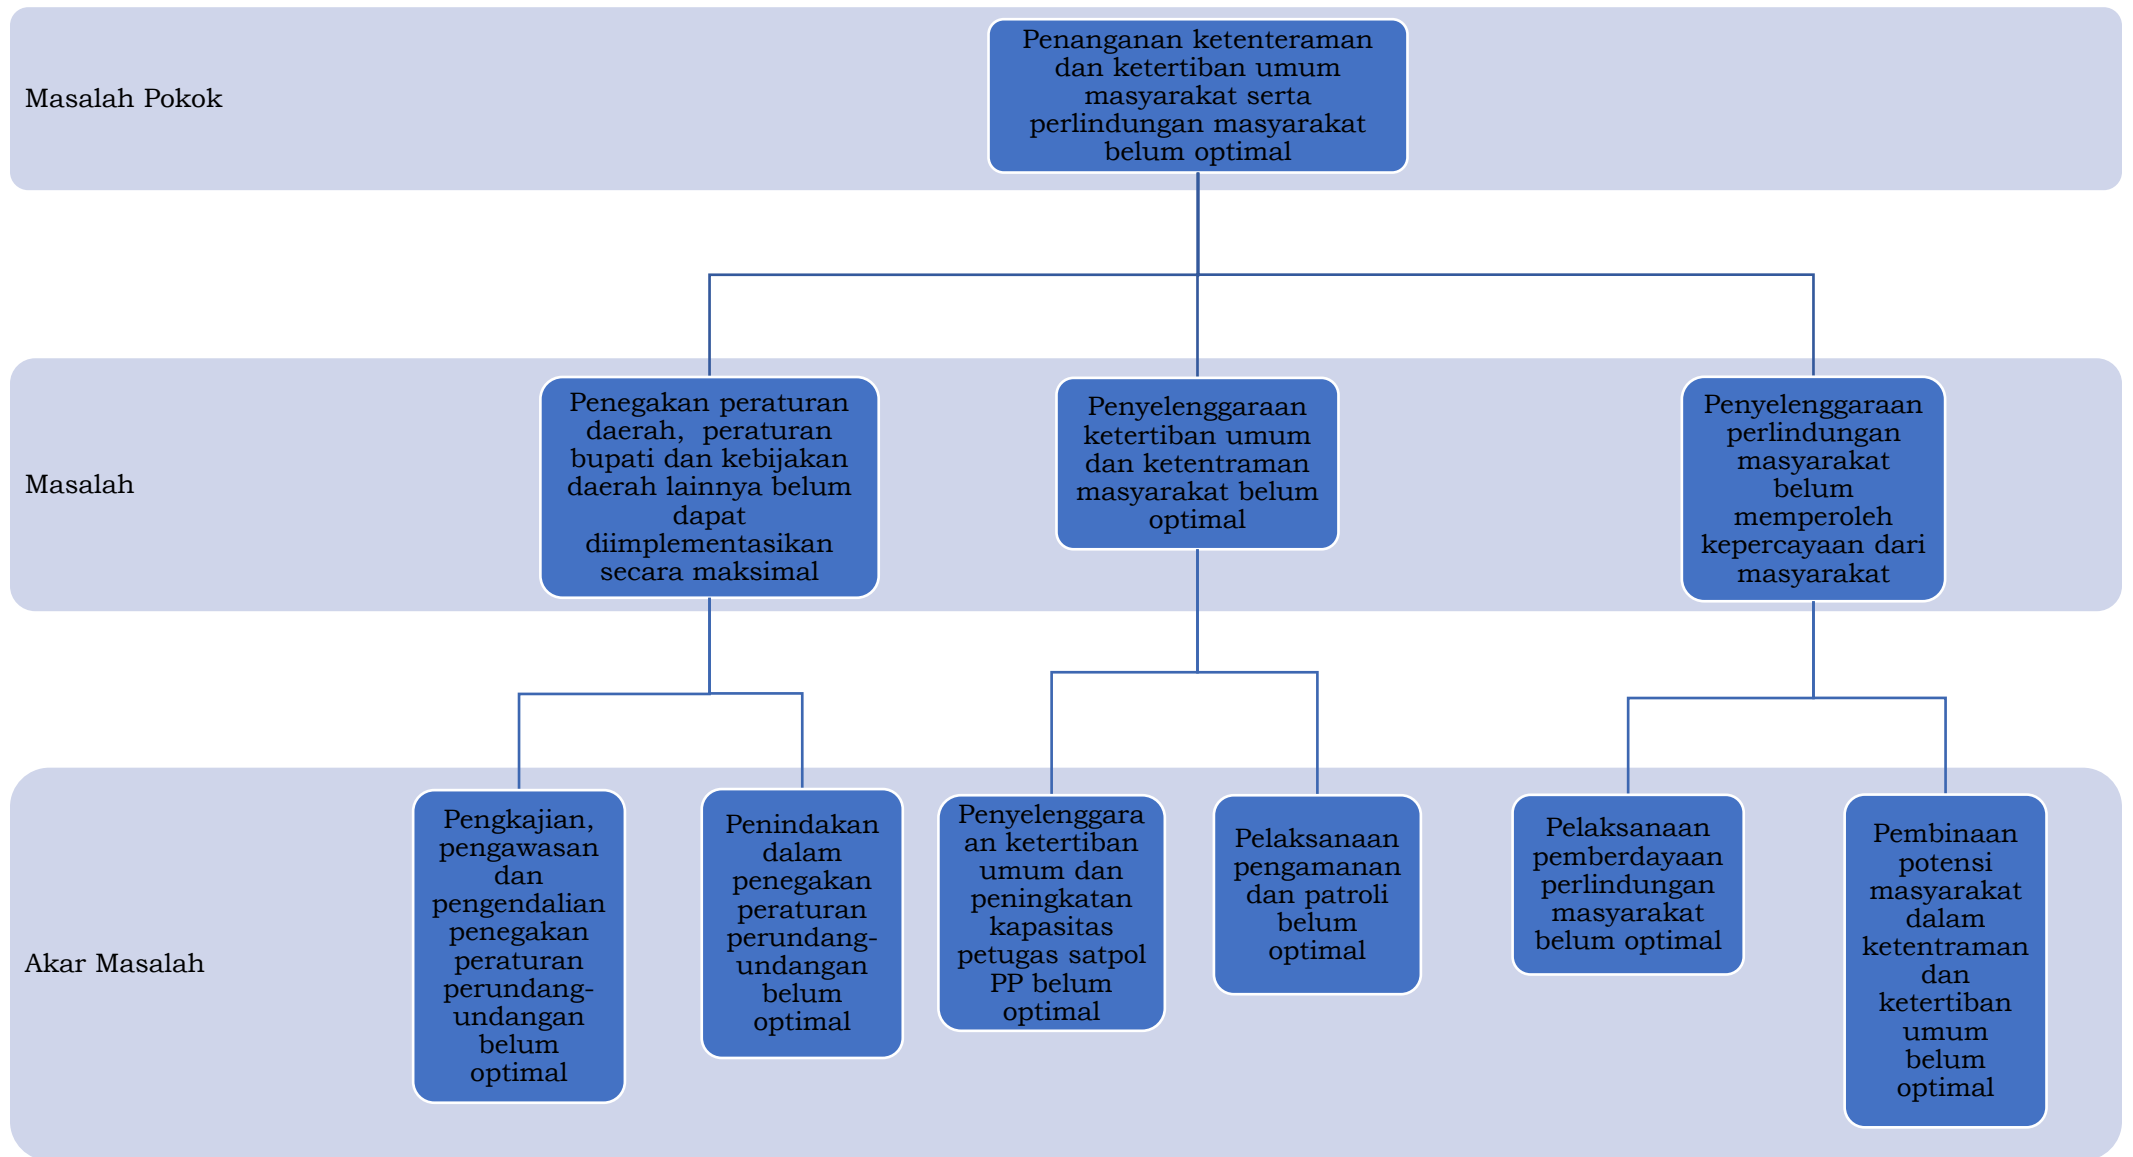 Masalah Pokok
Penanganan ketenteraman
dan ketertiban umum
masyarakat serta
perlindungan masyarakat
belum optimal
Masalah
Penegakan peraturan
daerah,  peraturan
bupati dan kebijakan
daerah lainnya belum
dapat
diimplementasikan
secara maksimal
Penyelenggaraan
ketertiban umum
dan ketentraman
masyarakat belum
optimal
Penyelenggaraan
perlindungan
masyarakat
belum
memperoleh
kepercayaan dari
masyarakat
Akar Masalah
Pengkajian,
pengawasan
dan
pengendalian
penegakan
peraturan
perundang-
undangan
belum
optimal
Penindakan
dalam
penegakan
peraturan
perundang-
undangan
belum
optimal
Penyelenggara
an ketertiban
umum dan
peningkatan
kapasitas
petugas satpol
PP belum
optimal
Pelaksanaan
pengamanan
dan patroli
belum
optimal
Pelaksanaan
pemberdayaan
perlindungan
masyarakat
belum optimal
Pembinaan
potensi
masyarakat
dalam
ketentraman
dan
ketertiban
umum
belum
optimal